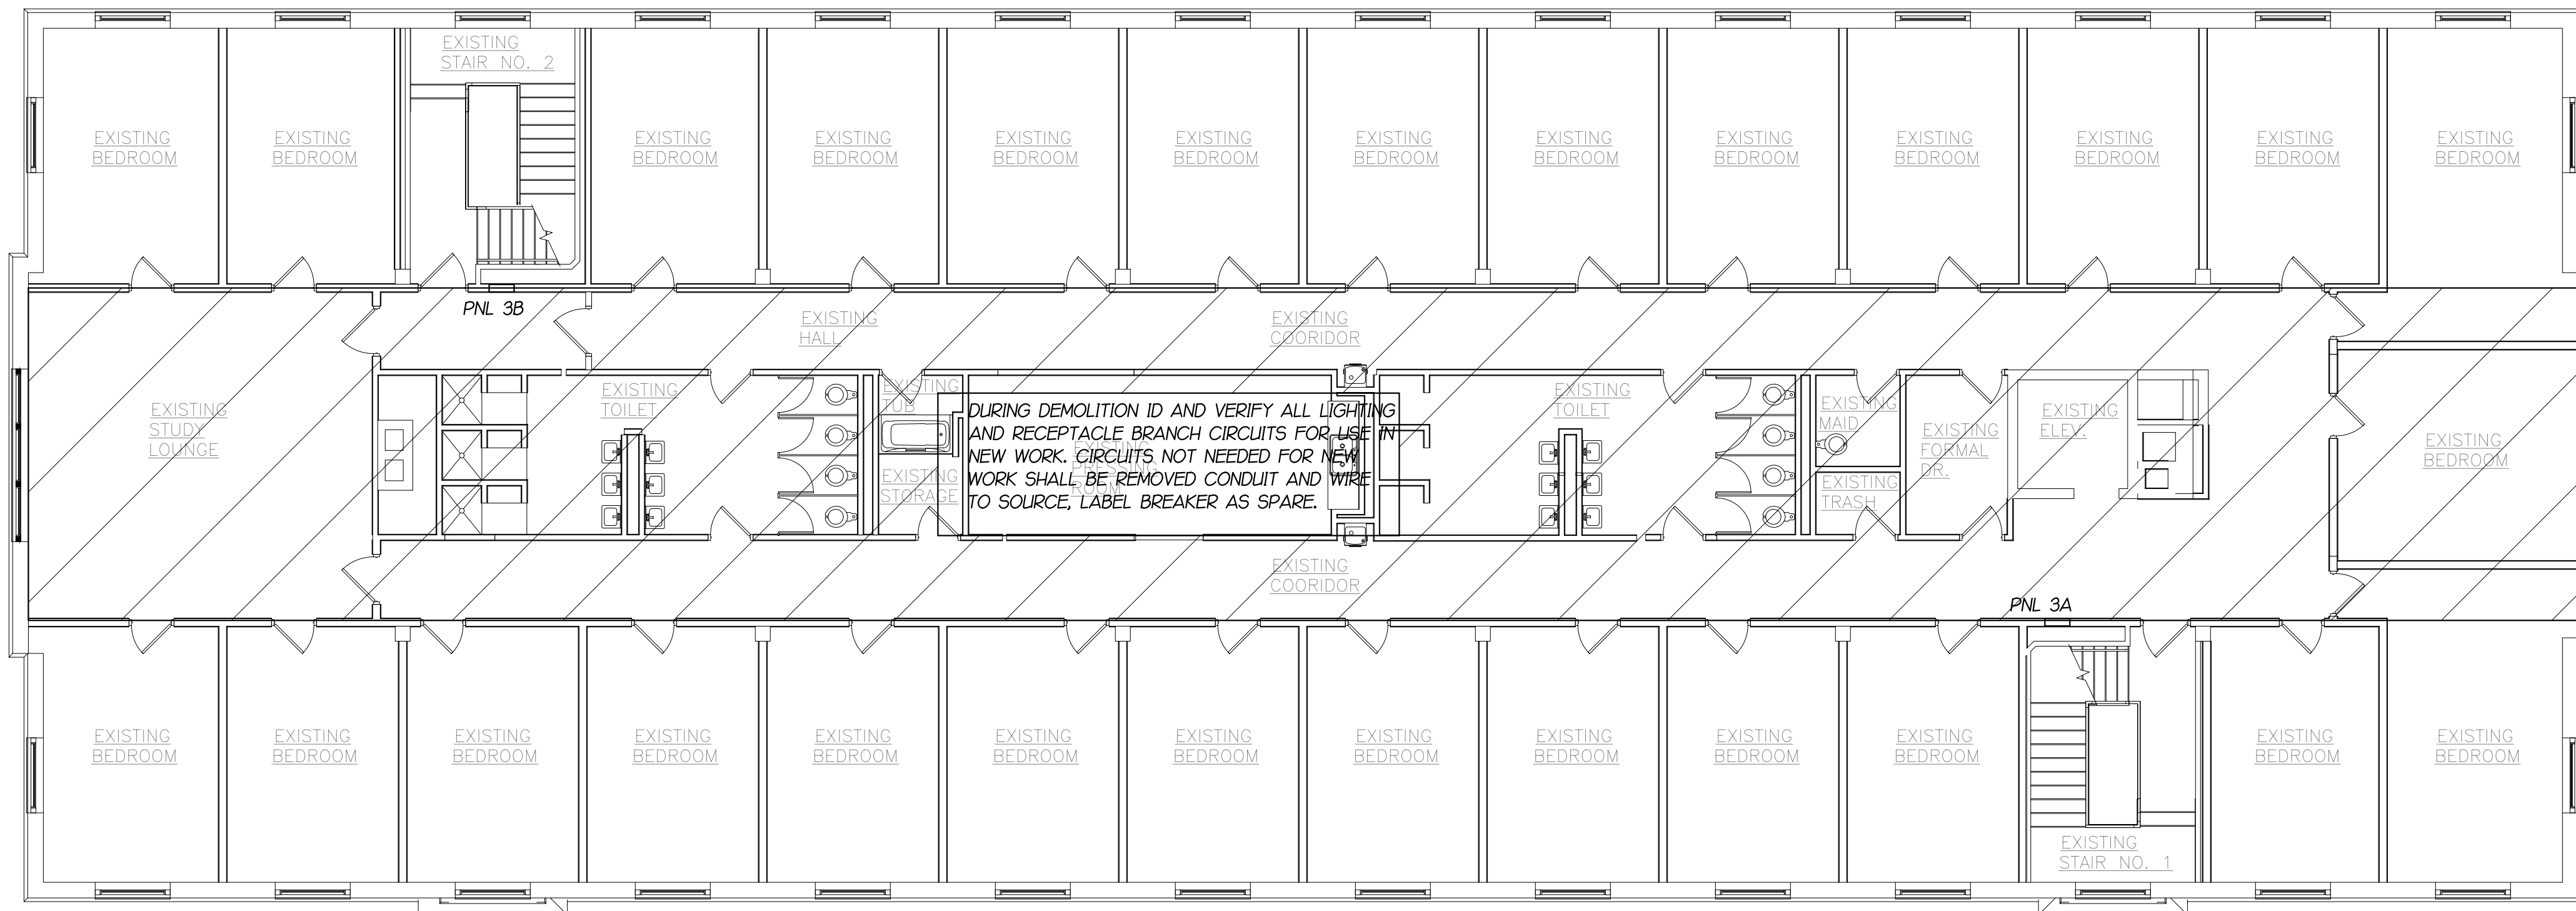 EXISTING
STAIR NO. 2
EXISTING
BEDROOM
EXISTING
BEDROOM
EXISTING
BEDROOM
EXISTING
BEDROOM
EXISTING
BEDROOM
EXISTING
BEDROOM
EXISTING
BEDROOM
EXISTING
BEDROOM
EXISTING
BEDROOM
EXISTING
BEDROOM
EXISTING
BEDROOM
EXISTING
BEDROOM
EXISTING
BEDROOM
PNL 3B
EXISTING
HALL
EXISTING
COORIDOR
EXISTING
STUDY
LOUNGE
EXISTING
TOILET
EXISTING
TUB
EXISTING
STORAGE
DURING DEMOLITION ID AND VERIFY ALL LIGHTING
AND RECEPTACLE BRANCH CIRCUITS FOR USE IN
NEW WORK. CIRCUITS NOT NEEDED FOR NEW
WORK SHALL BE REMOVED CONDUIT AND WIRE
TO SOURCE, LABEL BREAKER AS SPARE.
EXISTING
PRESSING
ROOM
EXISTING
TOILET
EXISTING
MAID
EXISTING
TRASH
EXISTING
FORMAL
DR.
EXISTING
ELEV.
EXISTING
BEDROOM
EXISTING
COORIDOR
PNL 3A
EXISTING
BEDROOM
EXISTING
BEDROOM
EXISTING
BEDROOM
EXISTING
BEDROOM
EXISTING
BEDROOM
EXISTING
BEDROOM
EXISTING
BEDROOM
EXISTING
BEDROOM
EXISTING
BEDROOM
EXISTING
BEDROOM
EXISTING
BEDROOM
EXISTING
BEDROOM
EXISTING
BEDROOM
EXISTING
STAIR NO. 1